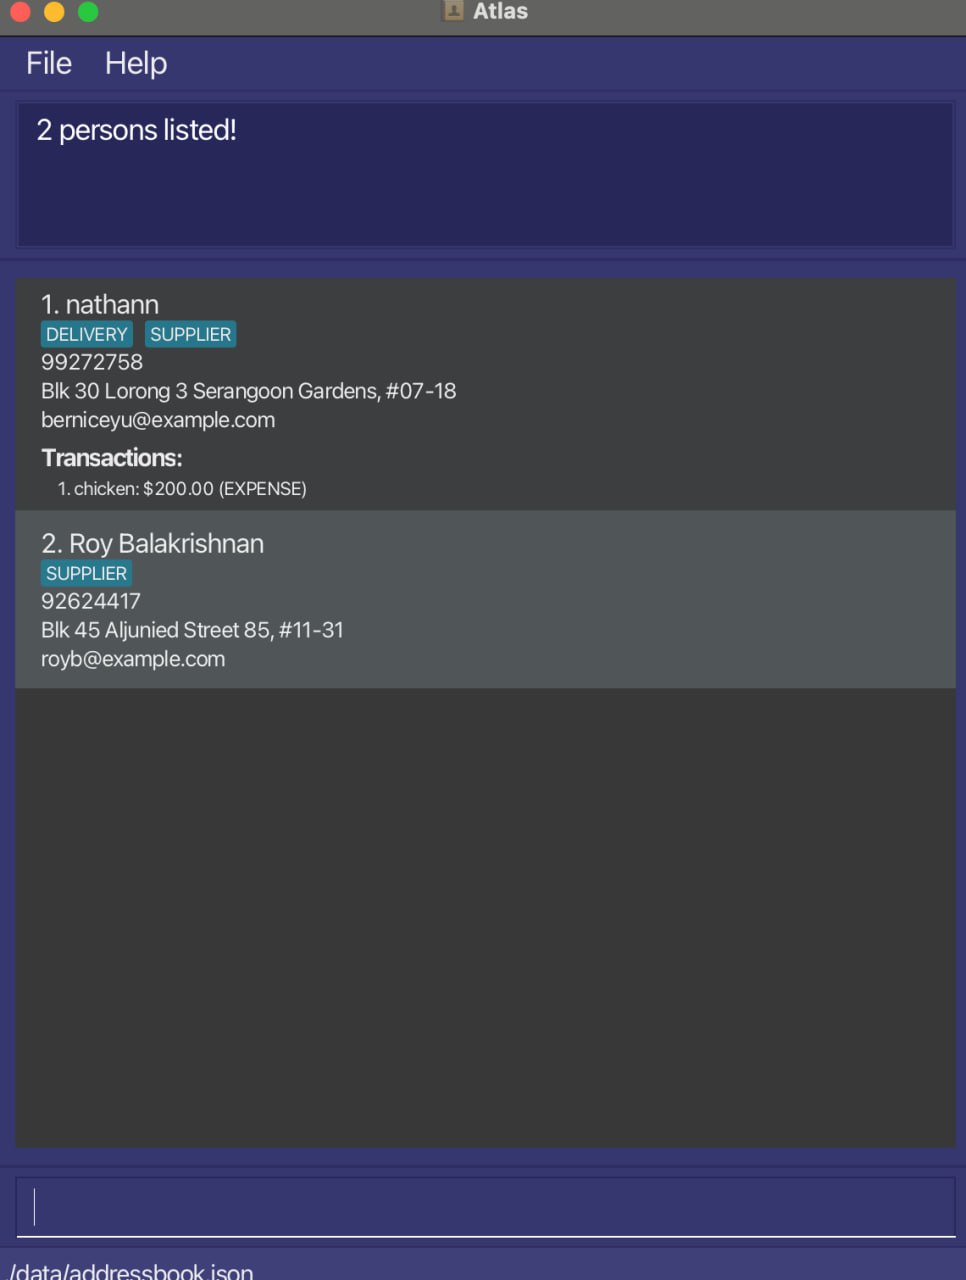 Atlas
File Help
2 persons listed!
1. nathann
DELIVERY SUPPLIER
99272758
Blk 30 Lorong 3 Serangoon Gardens, #07-18
berniceyu@example.com
Transactions:
1. chicken: $200.00 (EXPENSE)
2. Roy Balakrishnan
SUPPLIER
92624417
Blk 45 Aljunied Street 85, #11-31
royb@example.com
./data/addressbook.json